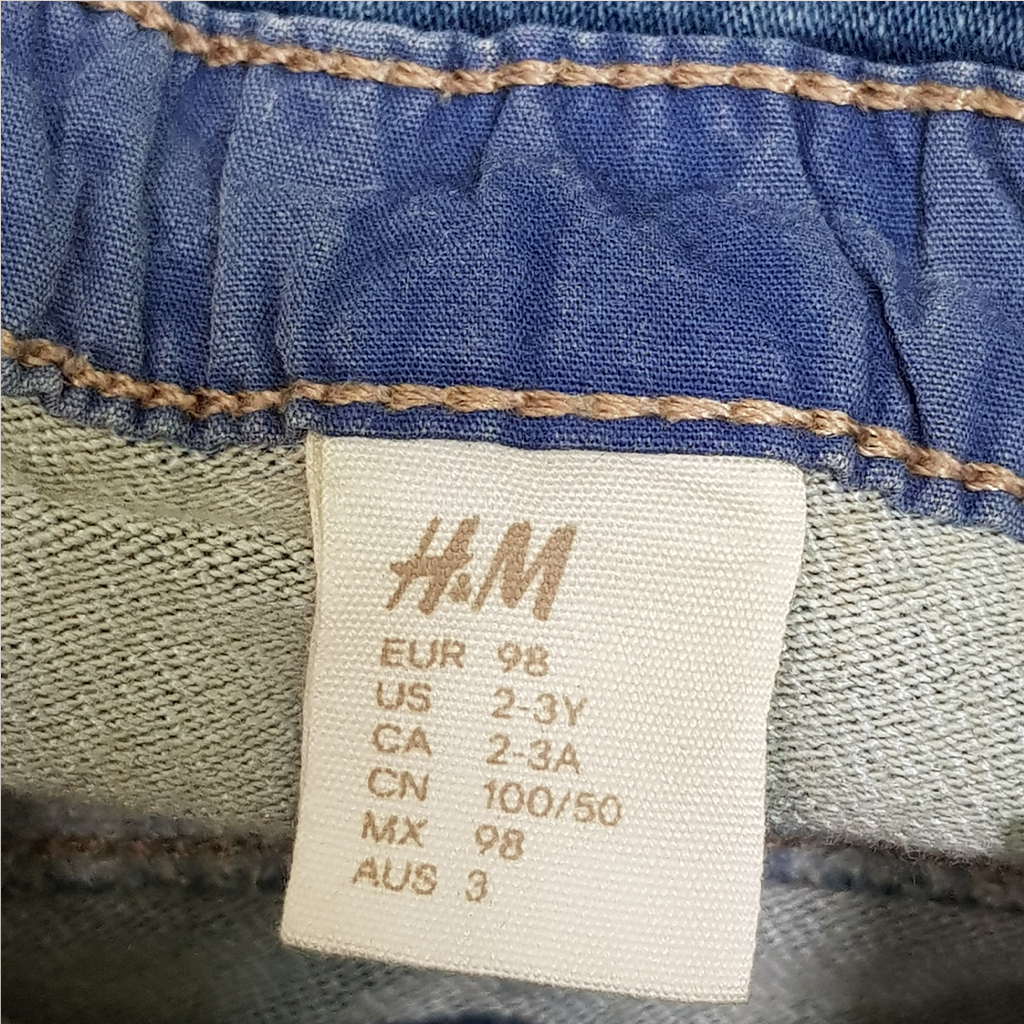 H&M
EUR 98
US 2-3Y
CA 2-3A
CN 100/50
MX 98
AUS 3